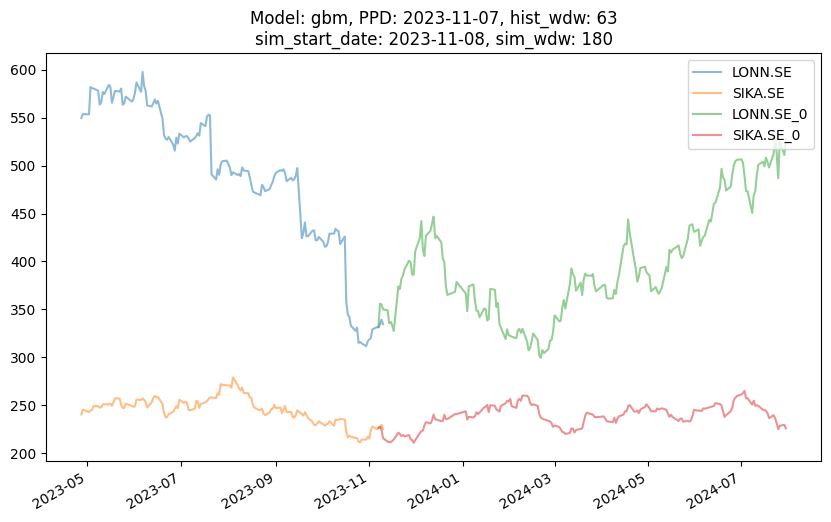 Model: gbm, PPD: 2023-11-07, hist_wdw: 63
sim_start_date: 2023-11-08, sim_wdw: 180
LONN.SE
SIKA.SE
LONN.SE_0
SIKA.SE_0
600
550
500
450
400
350
300
250
200
2023-05
2023-07
2023-09
2023-11
2024-01
2024-03
2024-05
2024-07